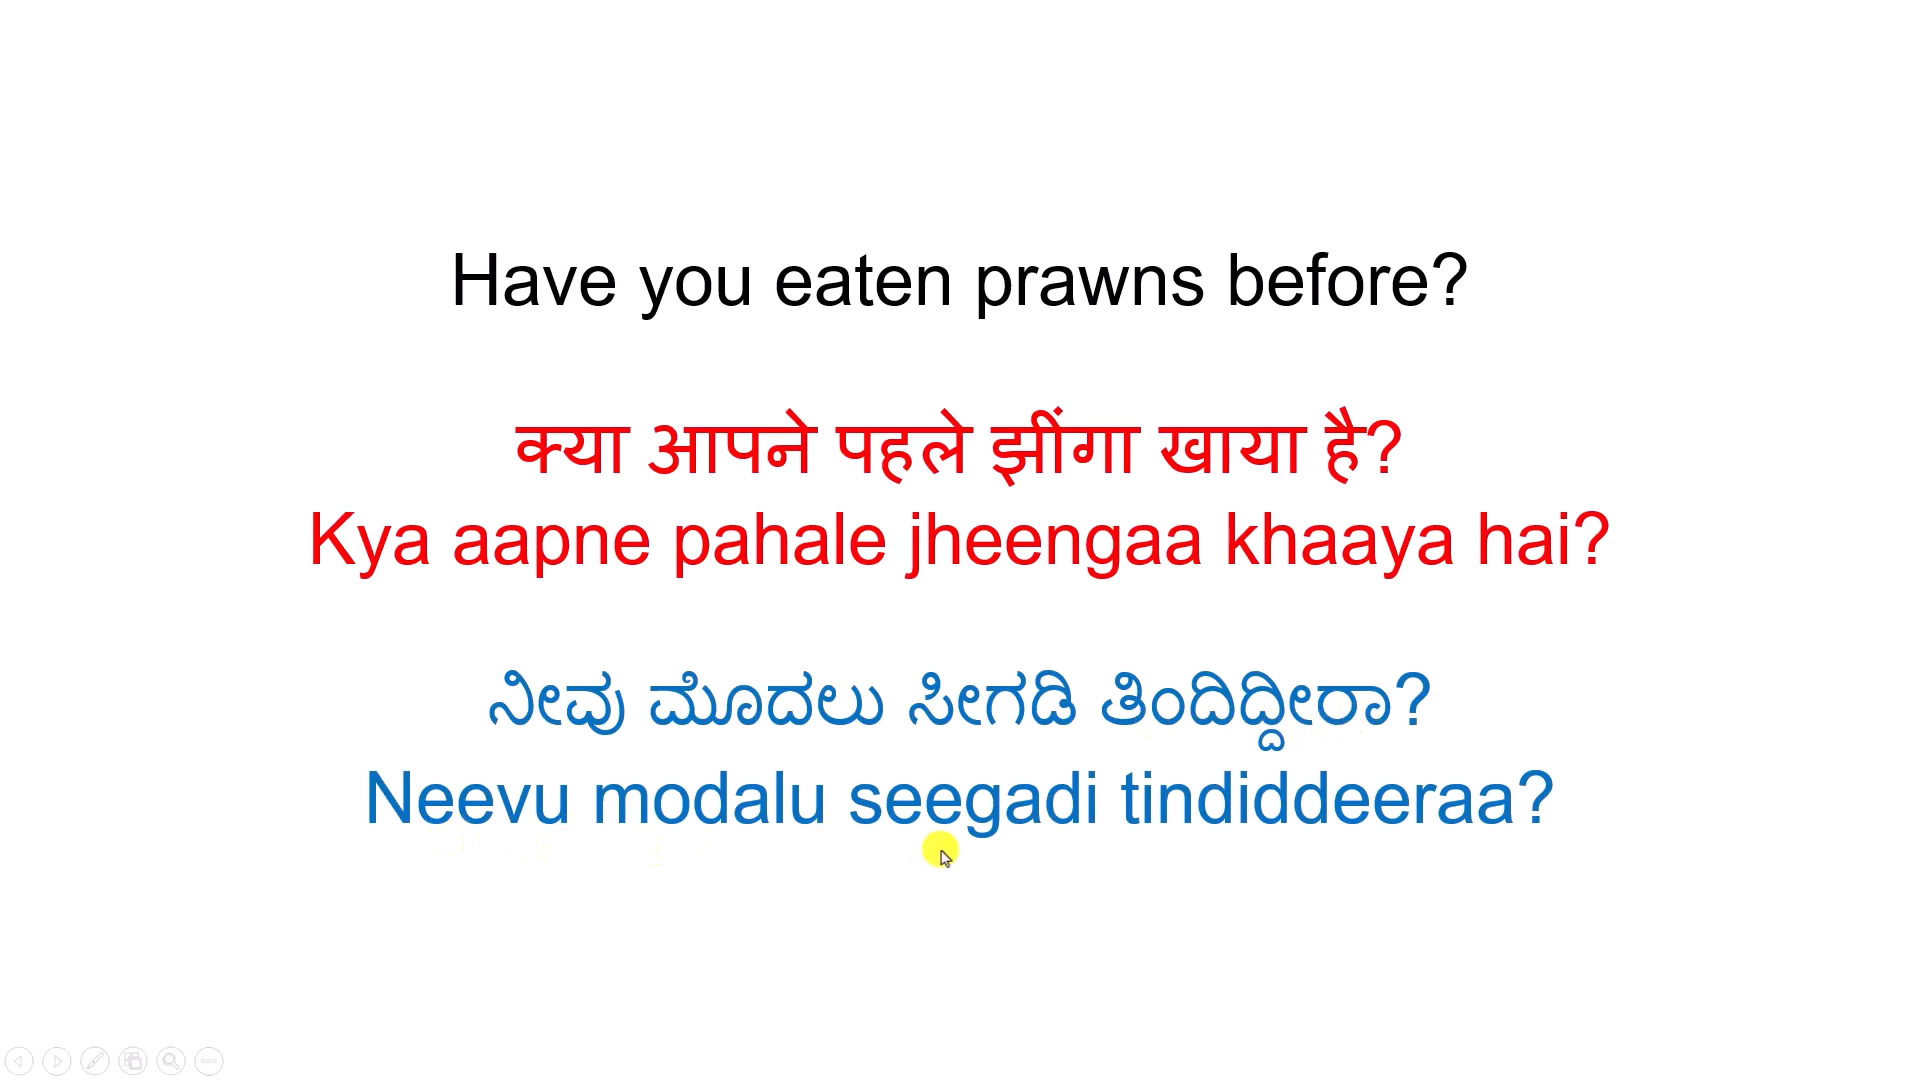 Have you eaten prawns before?
क्या आपने पहले झींगा खाया है?
Kya aapne pahale jheengaa khaaya hai?
ನೀವು ಮೊದಲು ಸೀಗಡಿ ತಿಂದಿದ್ದೀರಾ?
Neevu modalu seegadi tindiddeeraa?